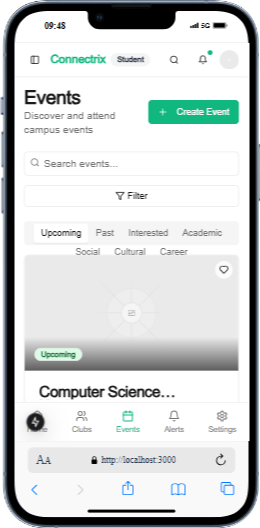 09:48
5G
Connectrix Student
Events
Discover and attend
campus events
+ Create Event
Search events...
Filter
Upcoming Past Interested Academic
Social Cultural Career
Upcoming
Computer Science...
Clubs Events Alerts Settings
AA http://localhost:3000